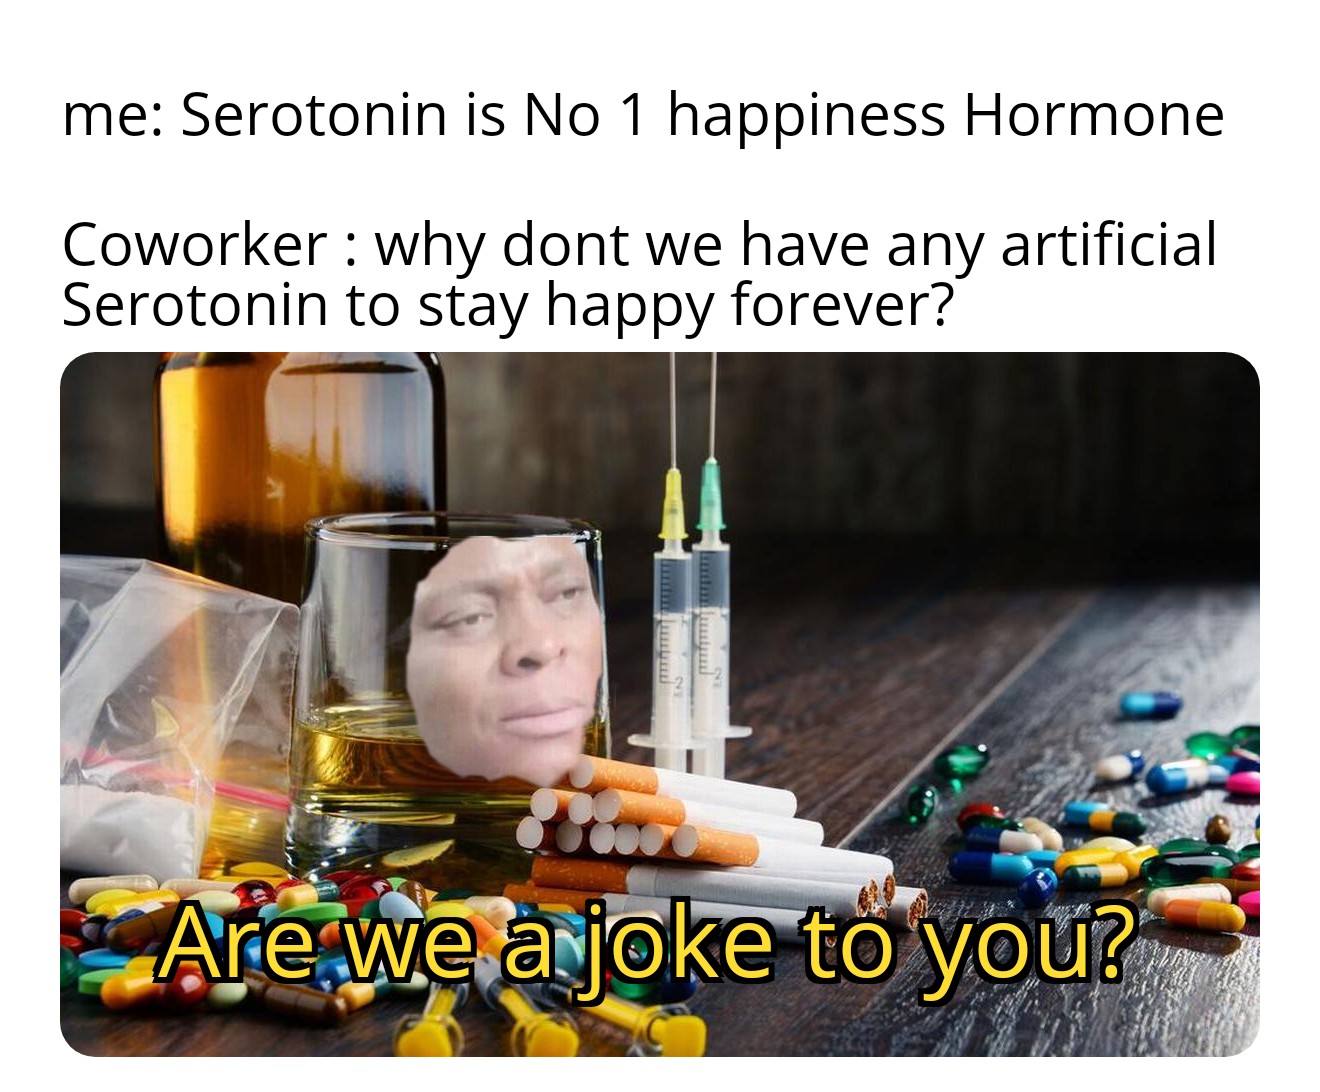 me: Serotonin is No 1 happiness Hormone
Coworker : why dont we have any artificial
Serotonin to stay happy forever?
Are we a joke to you?